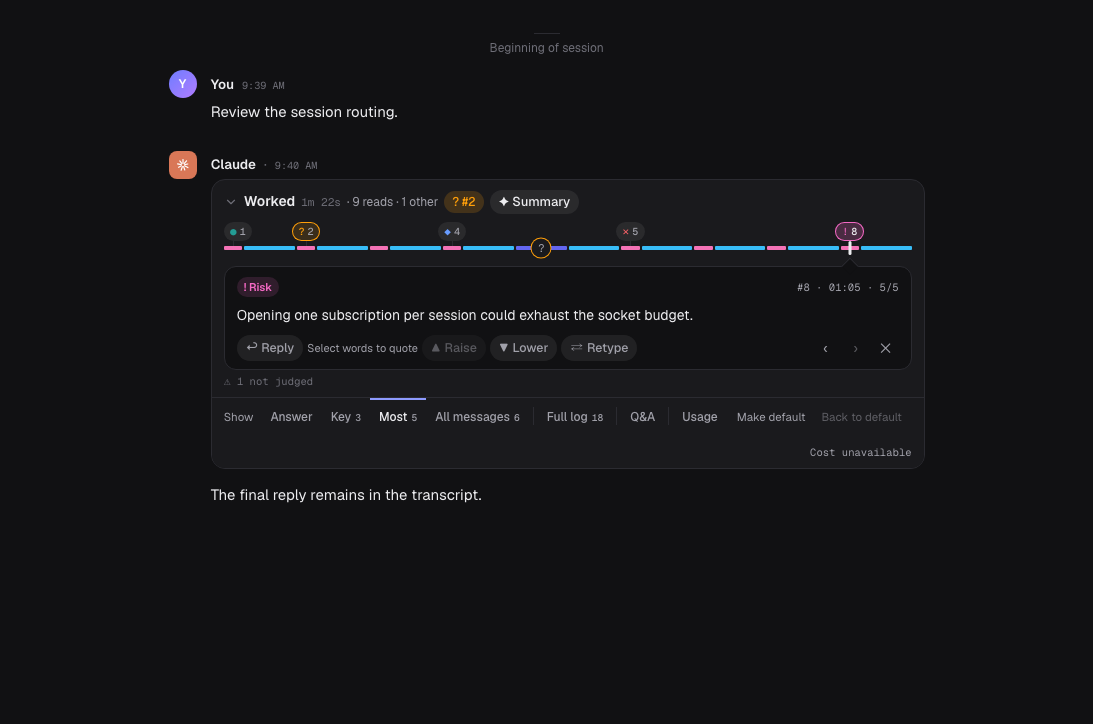 Beginning of session
Y You 9:39 AM
Review the session routing.
Claude · 9:40 AM
Worked 1m 22s · 9 reads · 1 other ? #2 ✦ Summary
● 1 ? 2 ◆ 4 × 5 ! 8
?
! Risk #8 · 01:05 · 5/5
Opening one subscription per session could exhaust the socket budget.
↩ Reply Select words to quote ▲ Raise ▼ Lower ⇄ Retype ‹ › ×
⚠ 1 not judged
Show Answer Key 3 Most 5 All messages 6 Full log 18 Q&A Usage Make default Back to default
Cost unavailable
The final reply remains in the transcript.